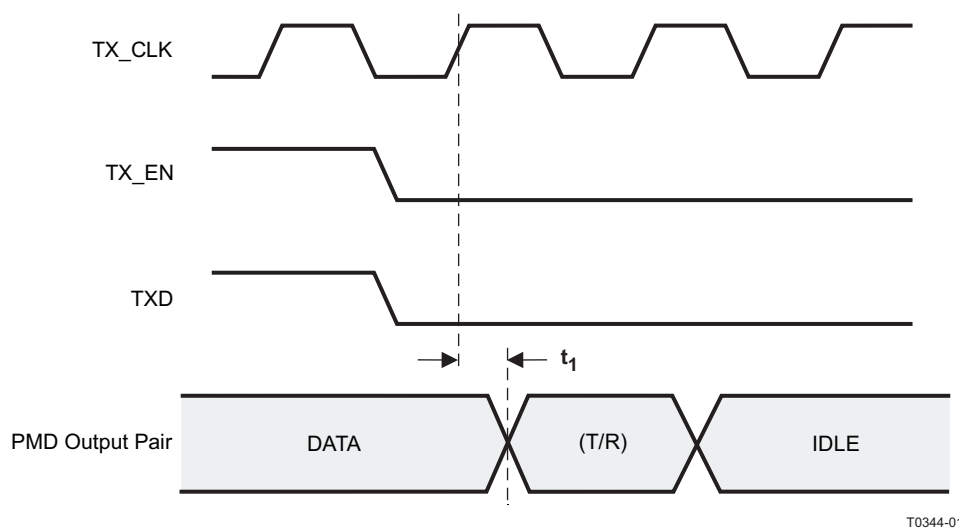 TX_CLK
TX_EN
TXD
t1
PMD Output Pair
DATA
(T/R)
IDLE
T0344-01